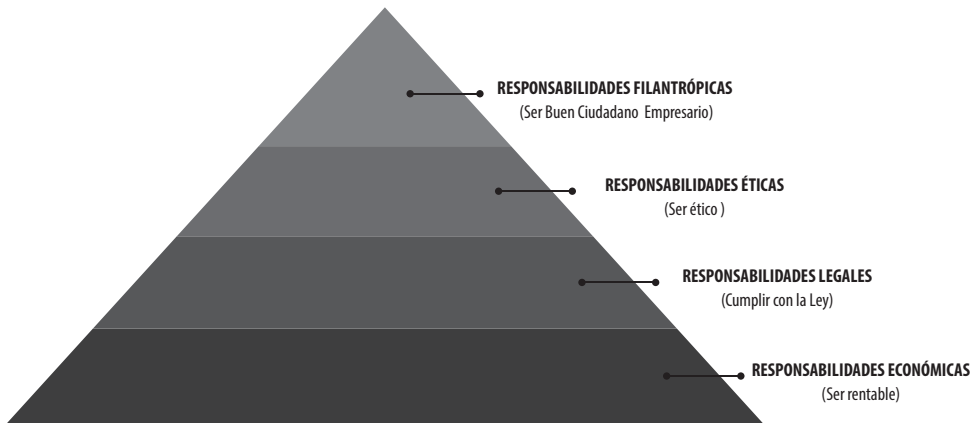 RESPONSABILIDADES FILANTRÓPICAS
(Ser Buen Ciudadano Empresario)
RESPONSABILIDADES ÉTICAS
(Ser ético )
RESPONSABILIDADES LEGALES
(Cumplir con la Ley)
RESPONSABILIDADES ECONÓMICAS
(Ser rentable)